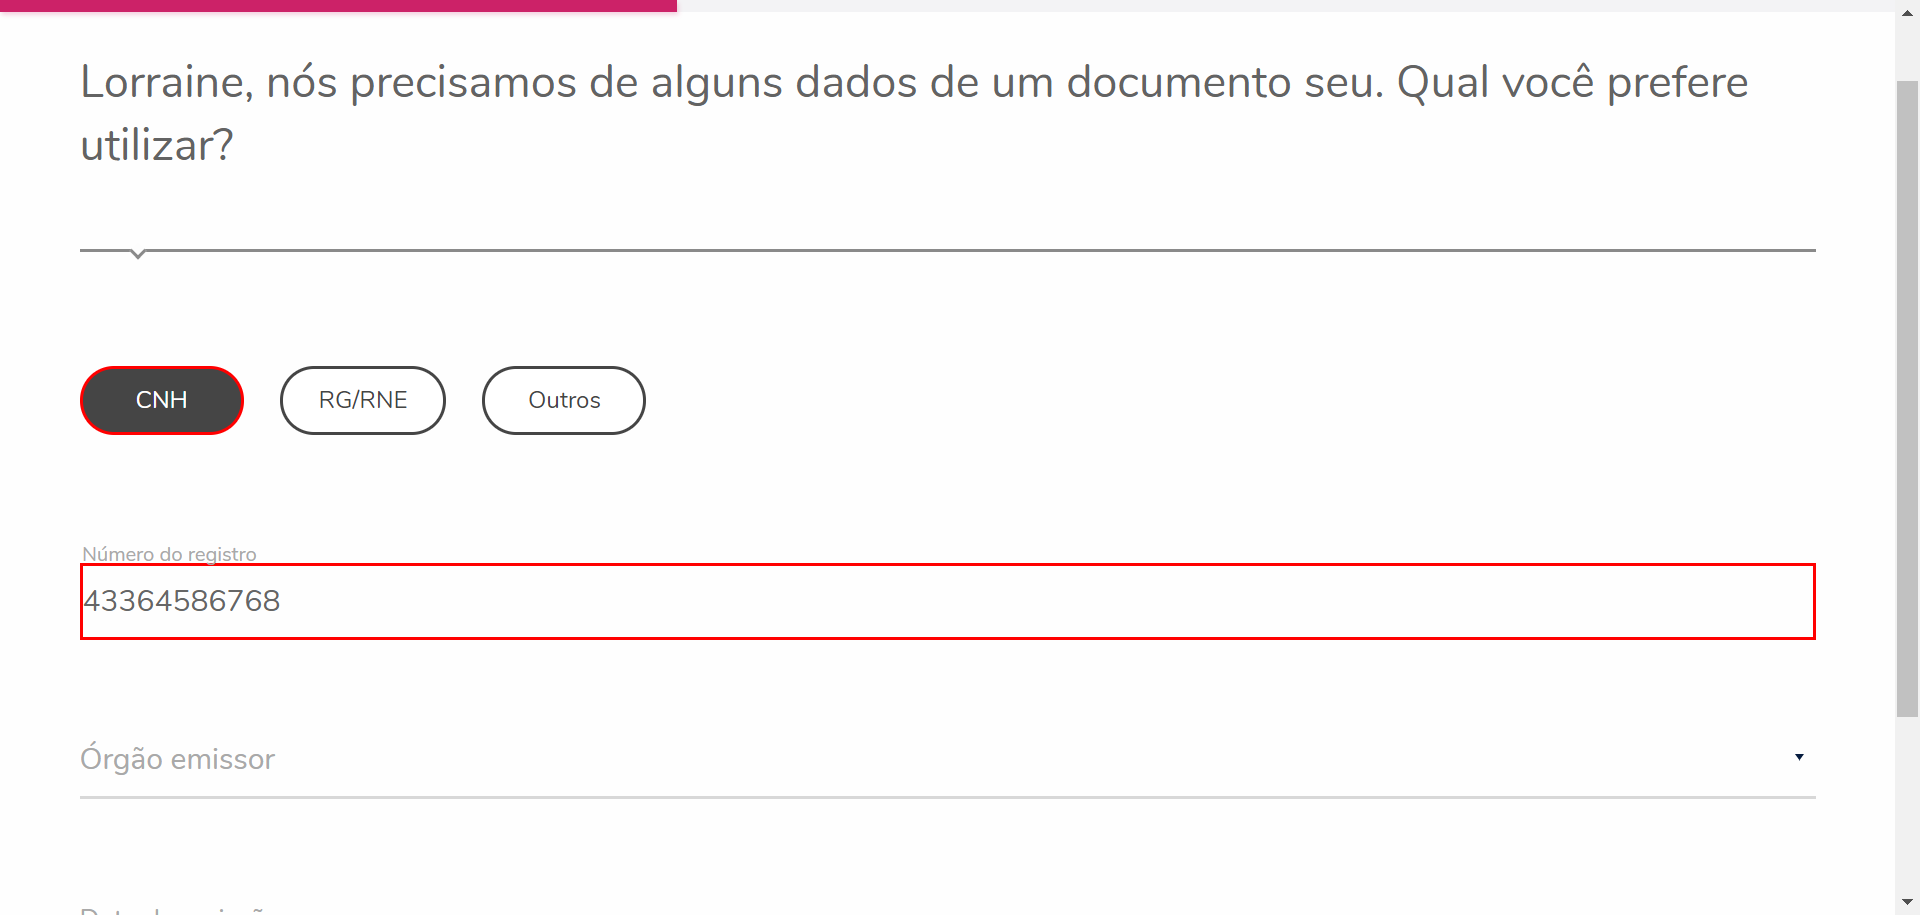 Lorraine, nós precisamos de alguns dados de um documento seu. Qual você prefere
utilizar?
CNH
RG/RNE
Outros
Número do registro
43364586768
Órgão emissor